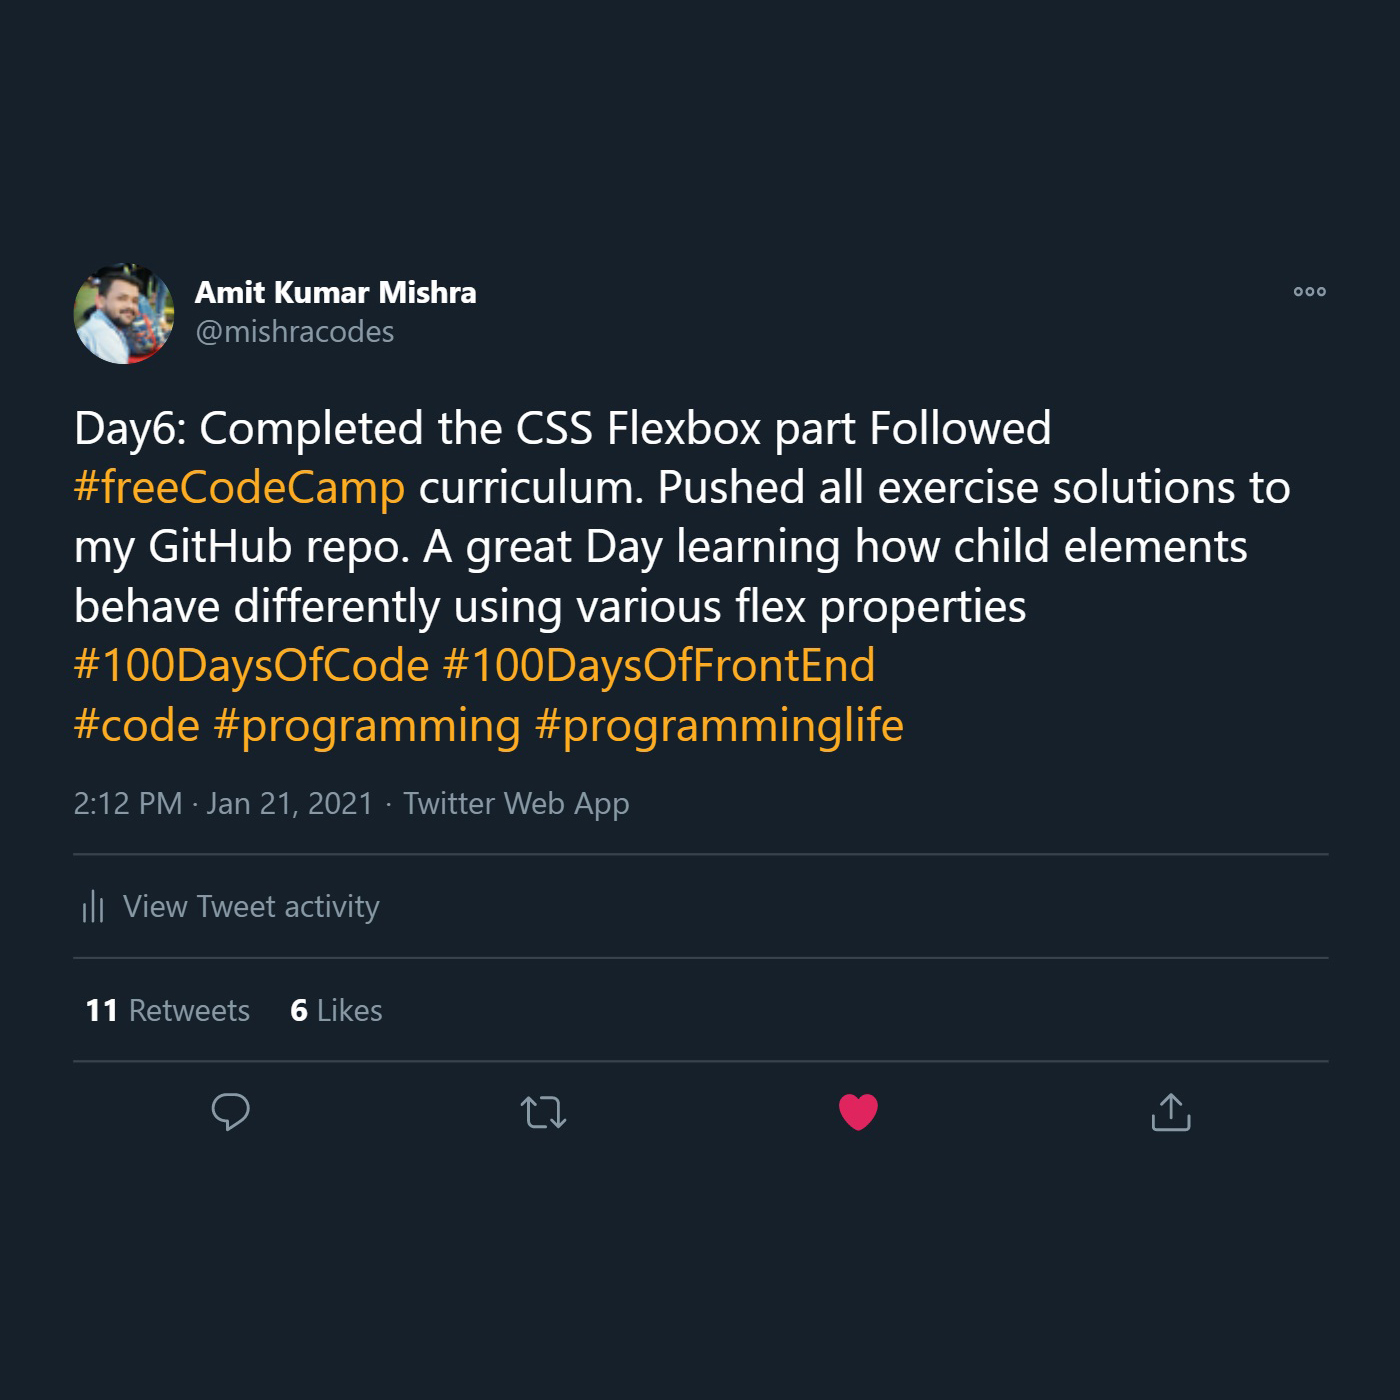 Amit Kumar Mishra
@mishracodes
Day6: Completed the CSS Flexbox part Followed
#freeCodeCamp curriculum. Pushed all exercise solutions to
my GitHub repo. A great Day learning how child elements
behave differently using various flex properties
#100DaysOfCode #100DaysOfFrontEnd
#code #programming #programminglife
2:12 PM · Jan 21, 2021 · Twitter Web App
View Tweet activity
11 Retweets 6 Likes